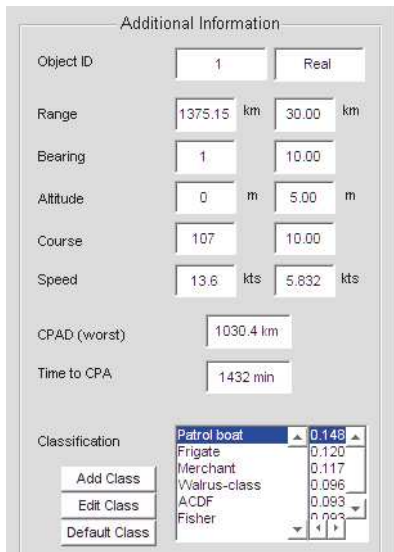 Additional Information
Object ID 1 Real
Range 1375.15 km 30.00 km
Bearing 1 10.00
Altitude 0 m 5.00 m
Course 107 10.00
Speed 13.6 kts 5.832 kts
CPAD (worst) 1030.4 km
Time to CPA 1432 min
Classification
Patrol boat 0.148
Frigate 0.120
Merchant 0.117
Walrus-class 0.096
ACDF 0.093
Fisher 0.093
Add Class
Edit Class
Default Class